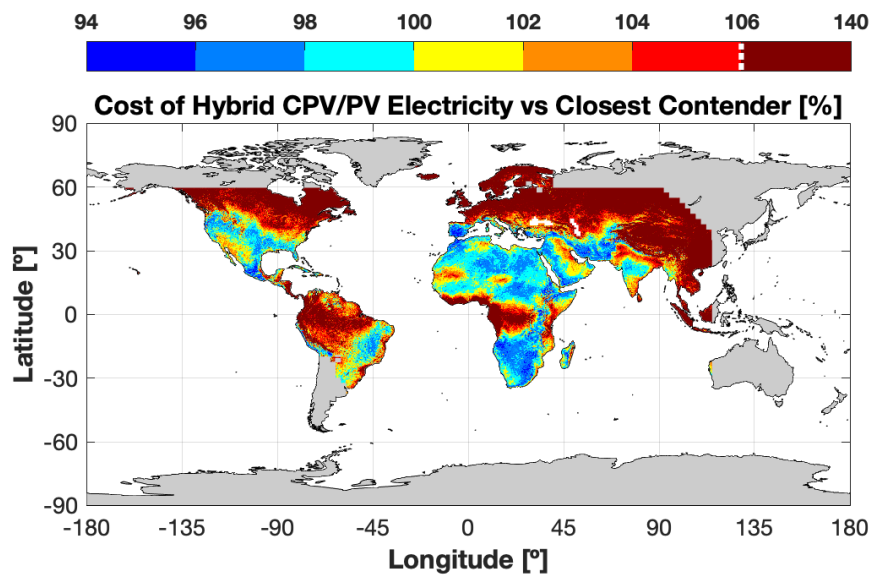 94 96 98 100 102 104 106 140
Cost of Hybrid CPV/PV Electricity vs Closest Contender [%]
90
60
30
0
-30
-60
-90
Latitude [º]
-180 -135 -90 -45 0 45 90 135 180
Longitude [º]